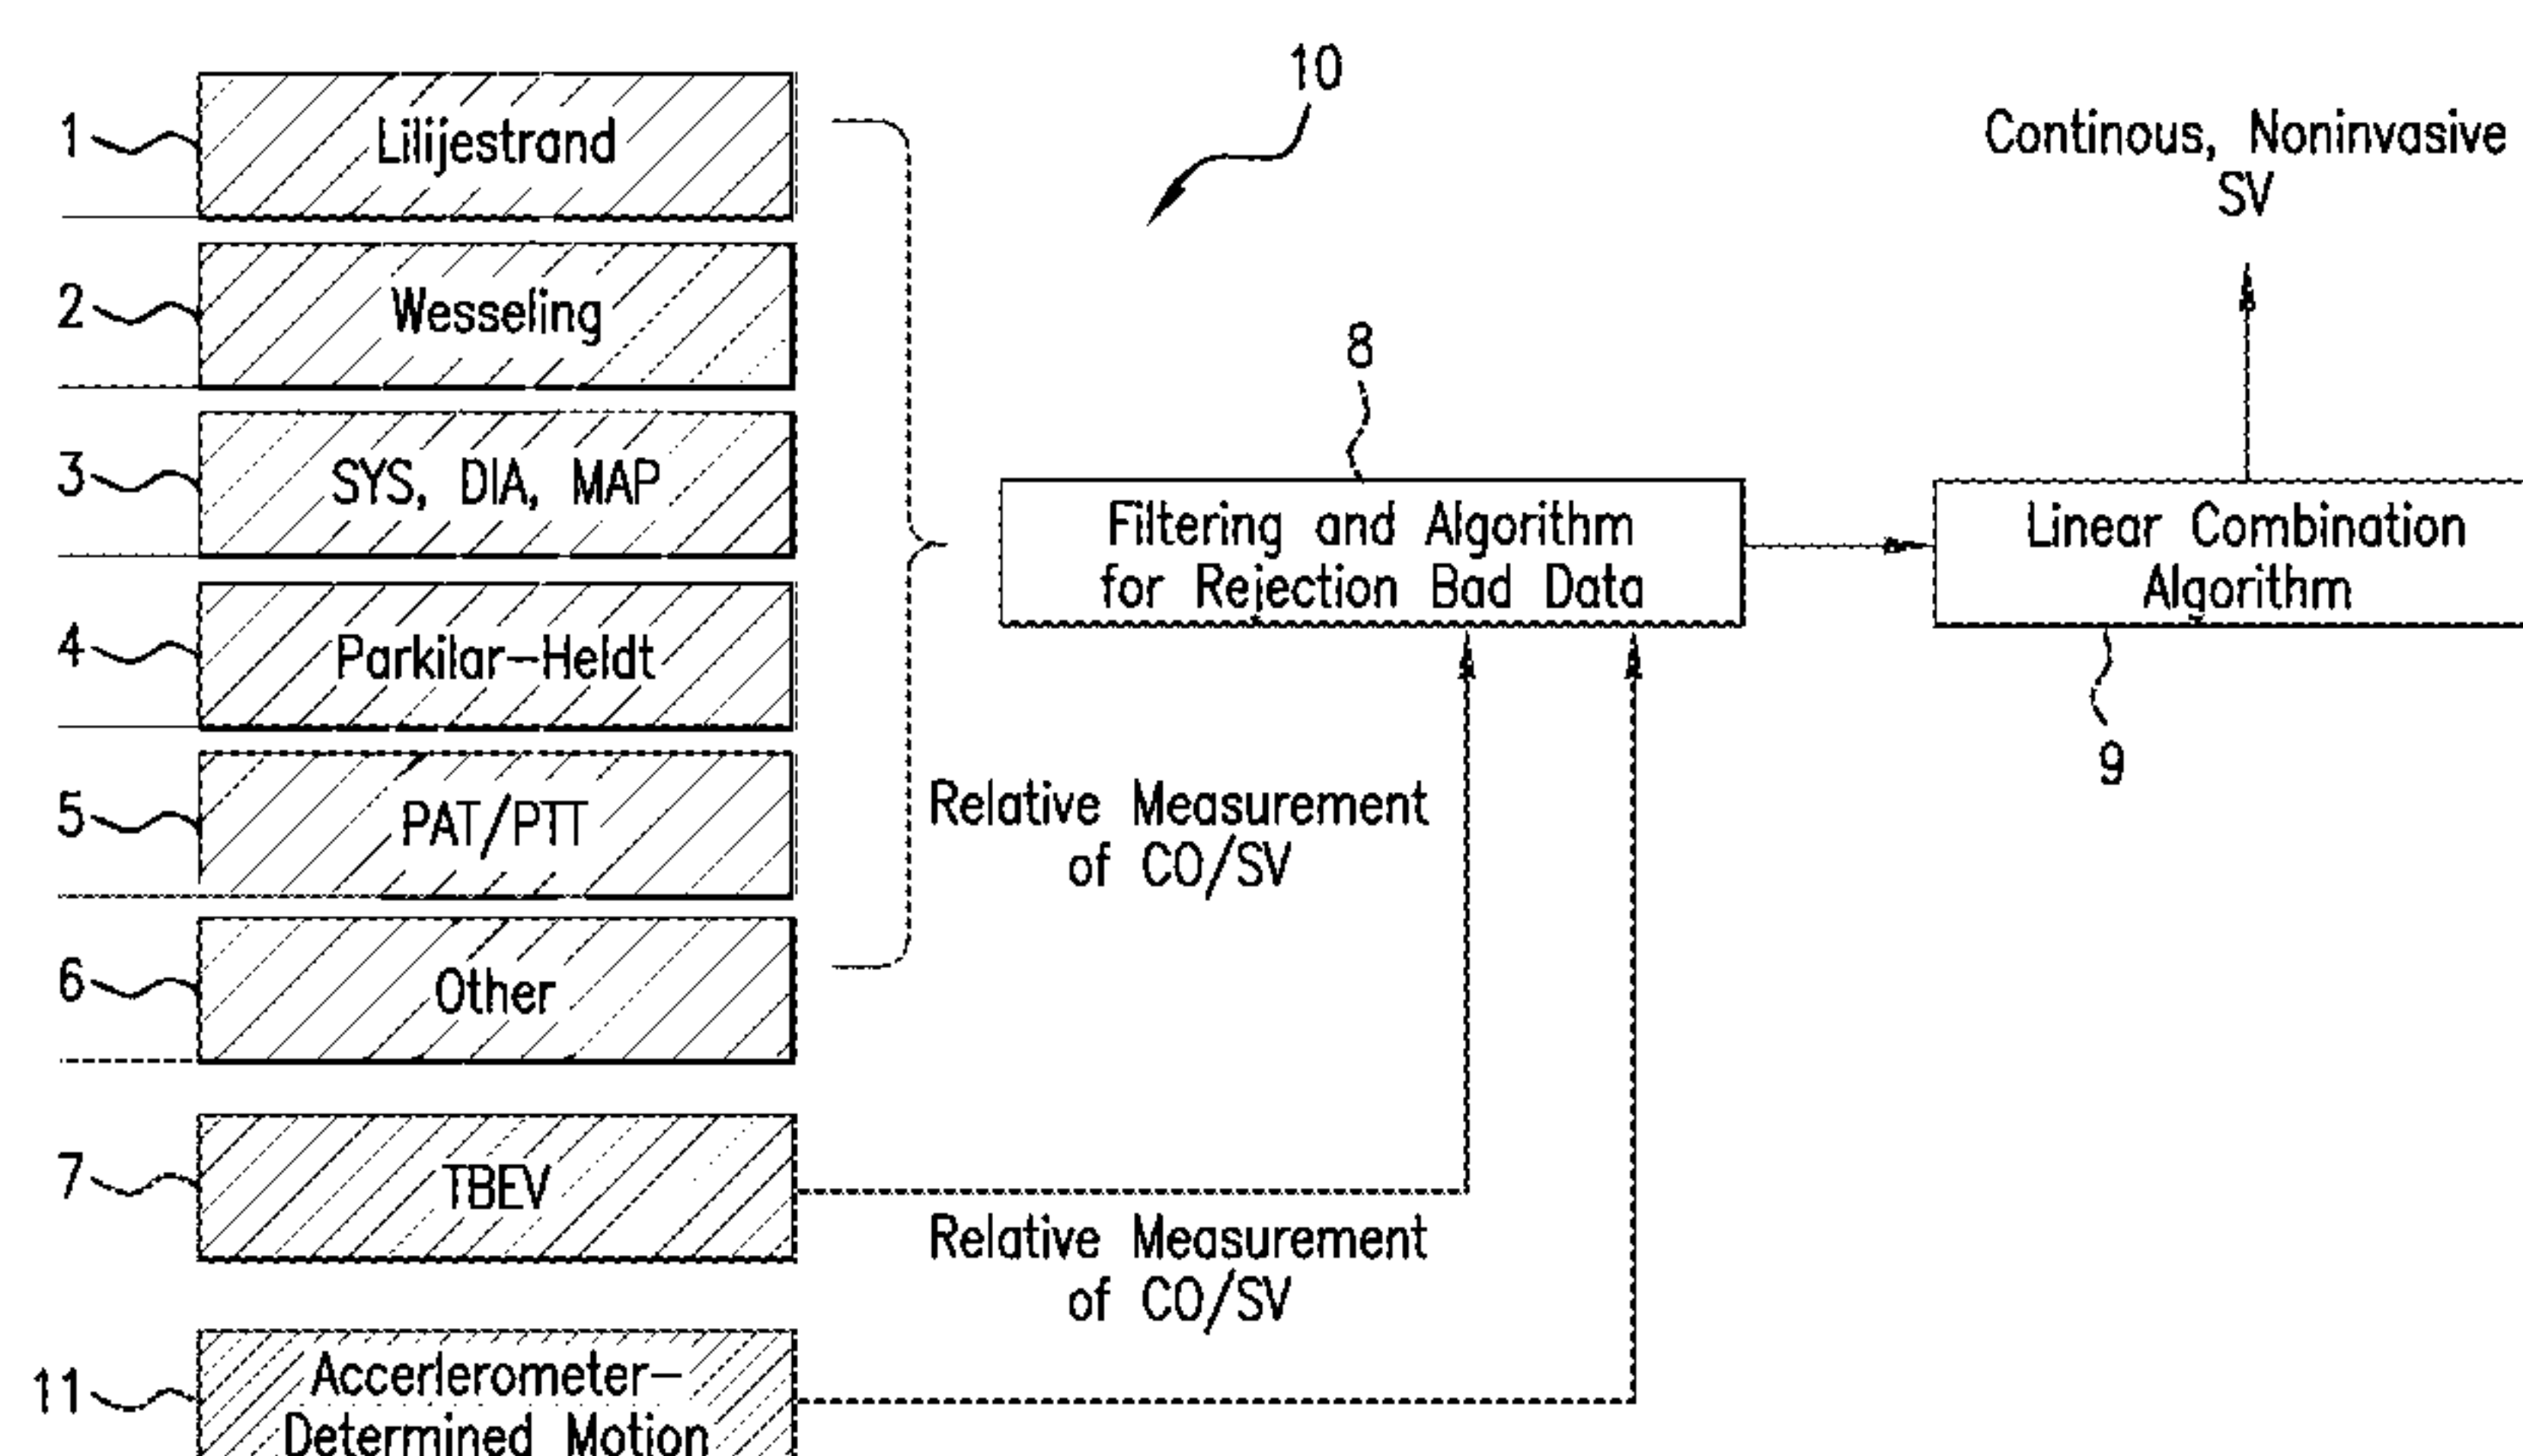 10
1
Lilijestrand
Continous, Noninvasive
SV
2
Wesseling
8
3
SYS, DIA, MAP
Filtering and Algorithm
for Rejection Bad Data
Linear Combination
Algorithm
4
Parkilar-Heldt
9
5
PAT/PTT
Relative Measurement
of CO/SV
6
Other
7
TBEV
Relative Measurement
of CO/SV
11
Accerlerometer-
Determined Motion